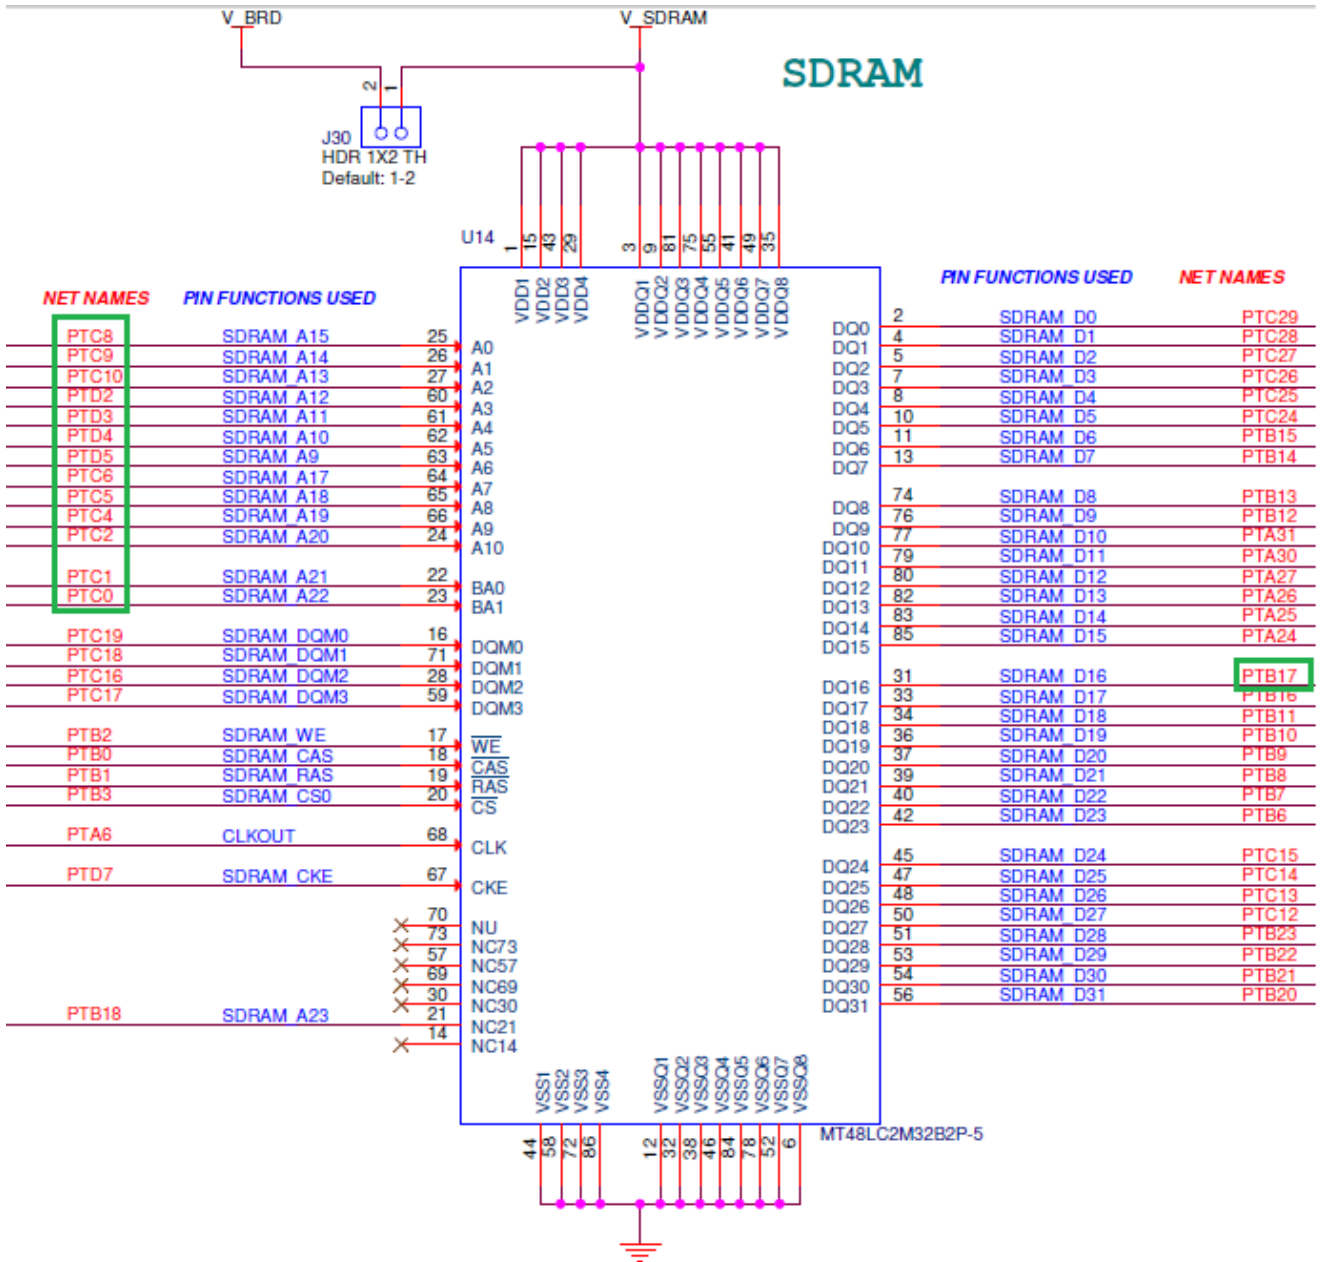 V_BRD
V_SDRAM
SDRAM
2
1
J30
HDR 1X2 TH
Default: 1-2
U14
1 15 43 29 3 9 81 75 55 41 49 35
VDD1 VDD2 VDD3 VDD4 VDDQ1 VDDQ2 VDDQ3 VDDQ4 VDDQ5 VDDQ6 VDDQ7 VDDQ8
NET NAMES PIN FUNCTIONS USED
PTC8 SDRAM_A15 25 A0
PTC9 SDRAM_A14 26 A1
PTC10 SDRAM_A13 27 A2
PTD2 SDRAM_A12 60 A3
PTD3 SDRAM_A11 61 A4
PTD4 SDRAM_A10 62 A5
PTD5 SDRAM_A9 63 A6
PTC6 SDRAM_A17 64 A7
PTC5 SDRAM_A18 65 A8
PTC4 SDRAM_A19 66 A9
PTC2 SDRAM_A20 24 A10
PTC1 SDRAM_A21 22 BA0
PTC0 SDRAM_A22 23 BA1
PTC19 SDRAM_DQM0 16 DQM0
PTC18 SDRAM_DQM1 71 DQM1
PTC16 SDRAM_DQM2 28 DQM2
PTC17 SDRAM_DQM3 59 DQM3
PTB2 SDRAM_WE 17 WE
PTB0 SDRAM_CAS 18 CAS
PTB1 SDRAM_RAS 19 RAS
PTB3 SDRAM_CS0 20 CS
PTA6 CLKOUT 68 CLK
PTD7 SDRAM_CKE 67 CKE
70 NU
73 NC73
57 NC57
69 NC69
30 NC30
PTB18 SDRAM_A23 21 NC21
14 NC14
PIN FUNCTIONS USED NET NAMES
DQ0 2 SDRAM_D0 PTC29
DQ1 4 SDRAM_D1 PTC28
DQ2 5 SDRAM_D2 PTC27
DQ3 7 SDRAM_D3 PTC26
DQ4 8 SDRAM_D4 PTC25
DQ5 10 SDRAM_D5 PTC24
DQ6 11 SDRAM_D6 PTB15
DQ7 13 SDRAM_D7 PTB14
DQ8 74 SDRAM_D8 PTB13
DQ9 76 SDRAM_D9 PTB12
DQ10 77 SDRAM_D10 PTA31
DQ11 79 SDRAM_D11 PTA30
DQ12 80 SDRAM_D12 PTA27
DQ13 82 SDRAM_D13 PTA26
DQ14 83 SDRAM_D14 PTA25
DQ15 85 SDRAM_D15 PTA24
DQ16 31 SDRAM_D16 PTB17
DQ17 33 SDRAM_D17 PTB16
DQ18 34 SDRAM_D18 PTB11
DQ19 36 SDRAM_D19 PTB10
DQ20 37 SDRAM_D20 PTB9
DQ21 39 SDRAM_D21 PTB8
DQ22 40 SDRAM_D22 PTB7
DQ23 42 SDRAM_D23 PTB6
DQ24 45 SDRAM_D24 PTC15
DQ25 47 SDRAM_D25 PTC14
DQ26 48 SDRAM_D26 PTC13
DQ27 50 SDRAM_D27 PTC12
DQ28 51 SDRAM_D28 PTB23
DQ29 53 SDRAM_D29 PTB22
DQ30 54 SDRAM_D30 PTB21
DQ31 56 SDRAM_D31 PTB20
VSS1 VSS2 VSS3 VSS4 VSSQ1 VSSQ2 VSSQ3 VSSQ4 VSSQ5 VSSQ6 VSSQ7 VSSQ8
44 58 72 86 12 32 38 46 84 78 52 6
MT48LC2M32B2P-5